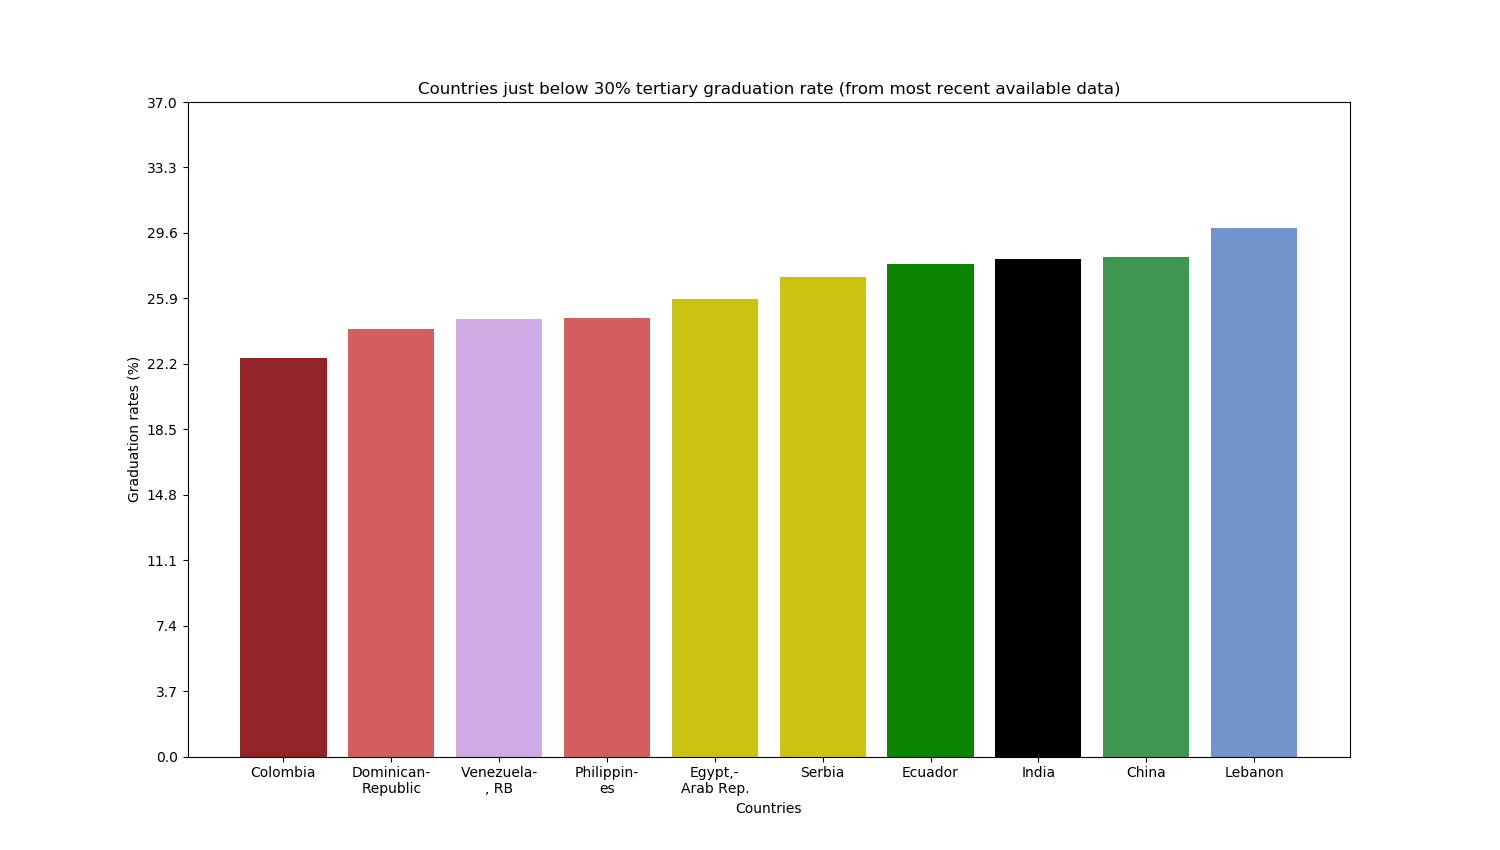 Countries just below 30% tertiary graduation rate (from most recent available data)
37.0
33.3
29.6
25.9
22.2
18.5
14.8
11.1
7.4
3.7
0.0
Graduation rates (%)
Colombia
Dominican-
Republic
Venezuela-
, RB
Philippin-
es
Egypt,-
Arab Rep.
Serbia
Ecuador
India
China
Lebanon
Countries